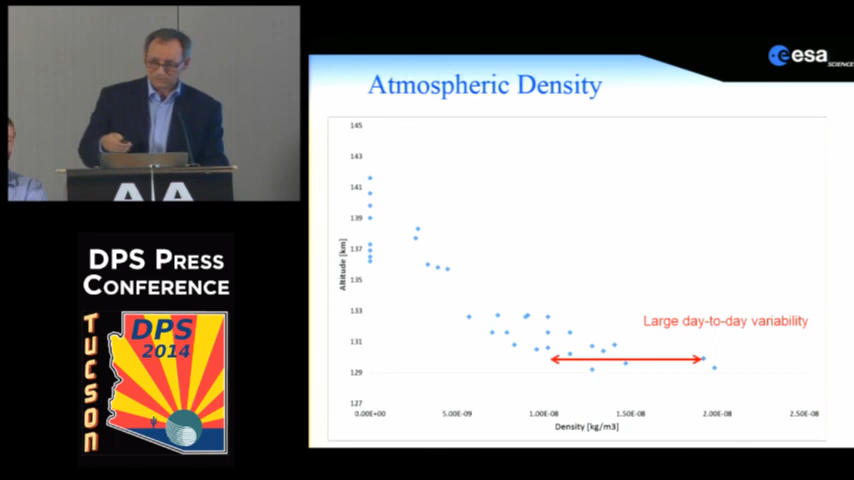 esa
SCIENCE
Atmospheric Density
145
143
141
139
137
135
133
131
129
127
Altitude [km]
Large day-to-day variability
0.00E+00 5.00E-09 1.00E-08 1.50E-08 2.00E-08 2.50E-08
Density [kg/m3]
AA
DPS PRESS
CONFERENCE
TUCSON
DPS
2014